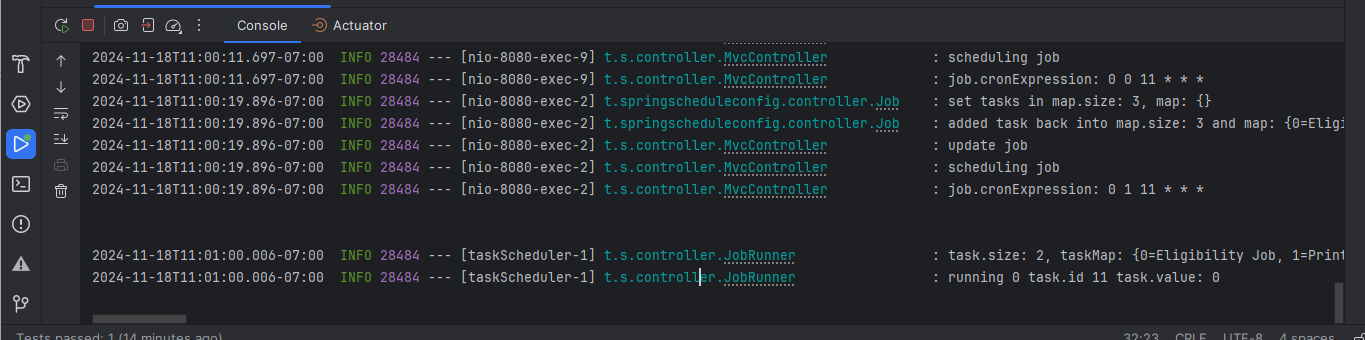 Console Actuator
2024-11-18T11:00:11.697-07:00 INFO 28484 --- [nio-8080-exec-9] t.s.controller.MvcController : scheduling job
2024-11-18T11:00:11.697-07:00 INFO 28484 --- [nio-8080-exec-9] t.s.controller.MvcController : job.cronExpression: 0 0 11 * * *
2024-11-18T11:00:19.896-07:00 INFO 28484 --- [nio-8080-exec-2] t.springscheduleconfig.controller.Job : set tasks in map.size: 3, map: {}
2024-11-18T11:00:19.896-07:00 INFO 28484 --- [nio-8080-exec-2] t.springscheduleconfig.controller.Job : added task back into map.size: 3 and map: {0=Eligi
2024-11-18T11:00:19.896-07:00 INFO 28484 --- [nio-8080-exec-2] t.s.controller.MvcController : update job
2024-11-18T11:00:19.896-07:00 INFO 28484 --- [nio-8080-exec-2] t.s.controller.MvcController : scheduling job
2024-11-18T11:00:19.896-07:00 INFO 28484 --- [nio-8080-exec-2] t.s.controller.MvcController : job.cronExpression: 0 1 11 * * *
2024-11-18T11:01:00.006-07:00 INFO 28484 --- [taskScheduler-1] t.s.controller.JobRunner : task.size: 2, taskMap: {0=Eligibility Job, 1=Print
2024-11-18T11:01:00.006-07:00 INFO 28484 --- [taskScheduler-1] t.s.controller.JobRunner : running 0 task.id 11 task.value: 0
Tests passed: 1 (14 minutes ago) 32:23 CRLF UTF-8 4 spaces